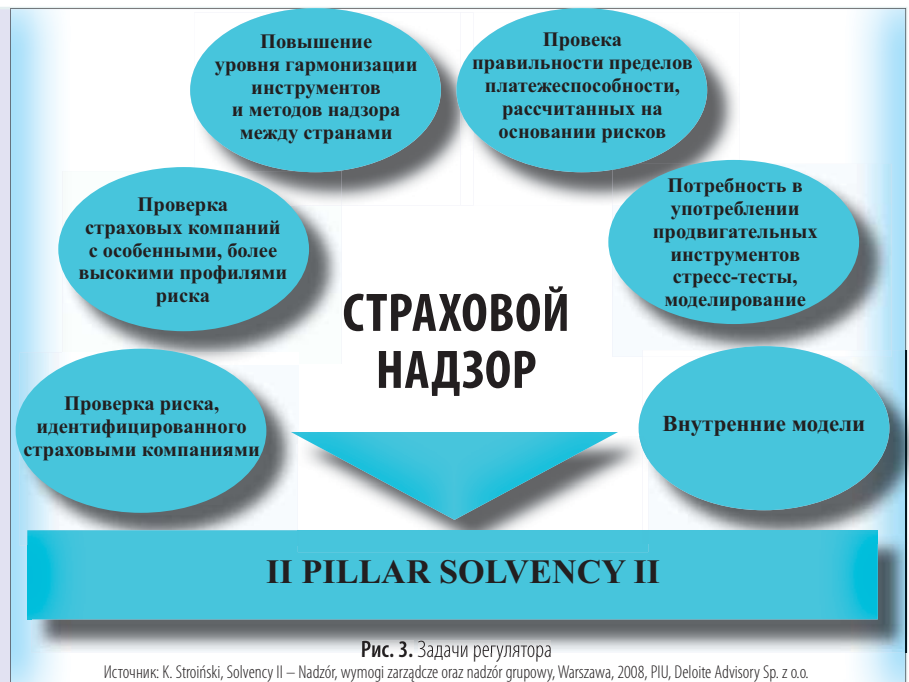 Повышение
уровня гармонизации
инструментов
и методов надзора
между странами
Провека
правильности пределов
платежеспособности,
рассчитанных на
основании рисков
Проверка
страховых компаний
с особенными, более
высокими профилями
риска
Потребность в
употреблении
продвигательных
инструментов
стресс-тесты,
моделирование
СТРАХОВОЙ
НАДЗОР
Проверка риска,
идентифицированного
страховыми компаниями
Внутренние модели
II PILLAR SOLVENCY II
Рис. 3. Задачи регулятора
Источник: K. Stroiński, Solvency II – Nadzór, wymogi zarządcze oraz nadzór grupowy, Warszawa, 2008, PIU, Deloite Advisory Sp. z o.o.